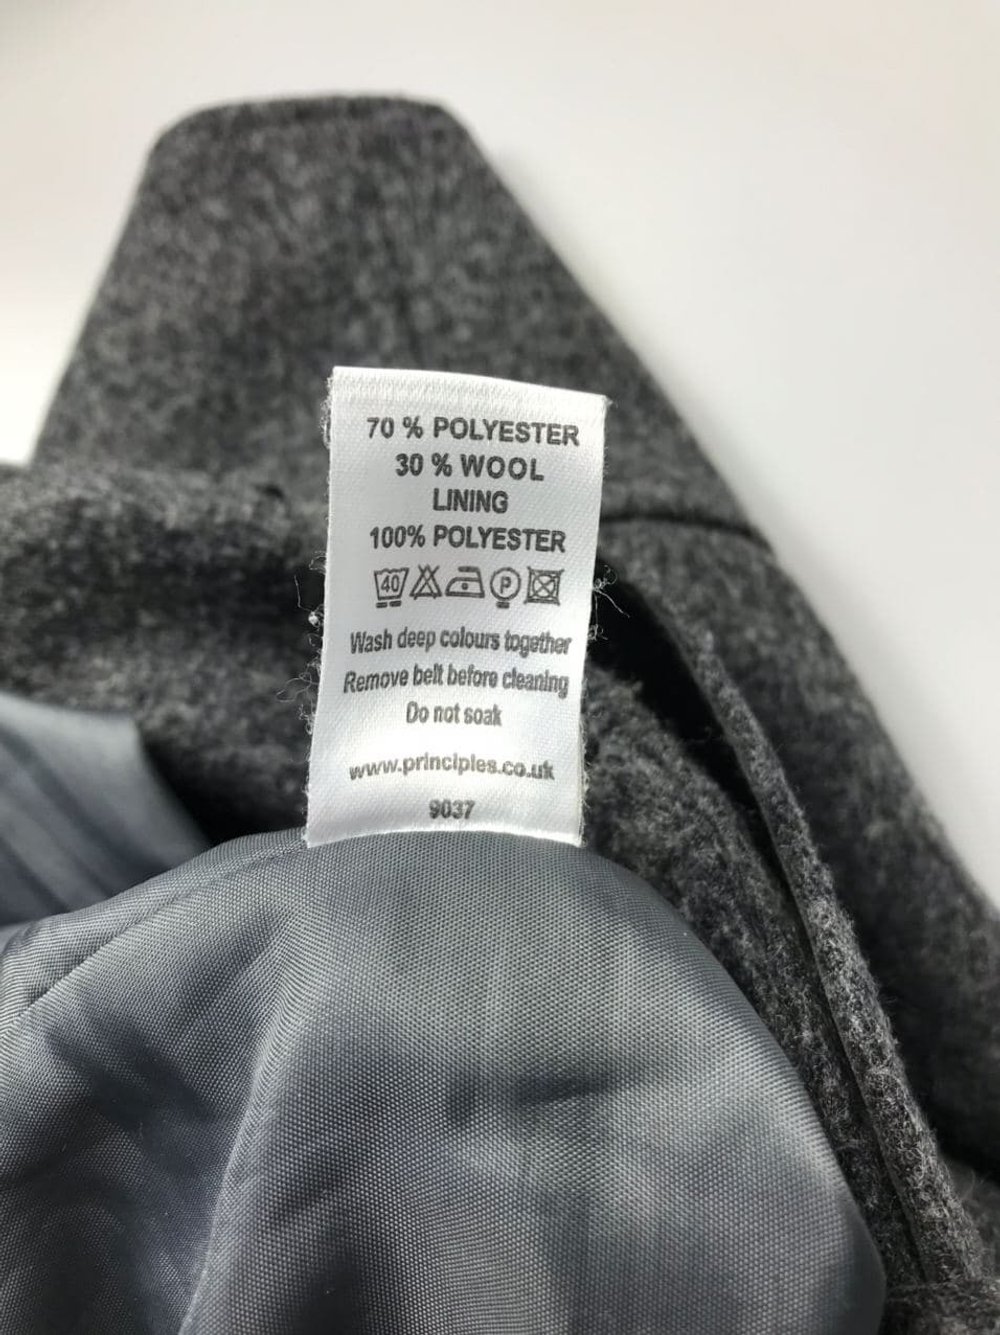 70 % POLYESTER
30 % WOOL
LINING
100% POLYESTER
40 P
Wash deep colours together
Remove belt before cleaning
Do not soak
www.principles.co.uk
9037